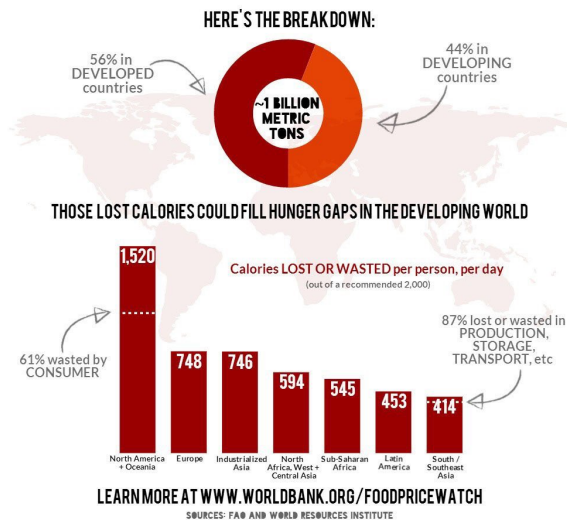 HERE'S THE BREAKDOWN:
56% in
DEVELOPED
countries
44% in
DEVELOPING
countries
~1 BILLION
METRIC
TONS
THOSE LOST CALORIES COULD FILL HUNGER GAPS IN THE DEVELOPING WORLD
1,520
Calories LOST OR WASTED per person, per day
(out of a recommended 2,000)
61% wasted by
CONSUMER
87% lost or wasted in
PRODUCTION,
STORAGE,
TRANSPORT, etc
748
746
594
545
453
414
North America
+ Oceania
Europe
Industrialized
Asia
North
Africa, West +
Central Asia
Sub-Saharan
Africa
Latin
America
South /
Southeast
Asia
LEARN MORE AT WWW.WORLDBANK.ORG/FOODPRICEWATCH
SOURCES: FAO AND WORLD RESOURCES INSTITUTE